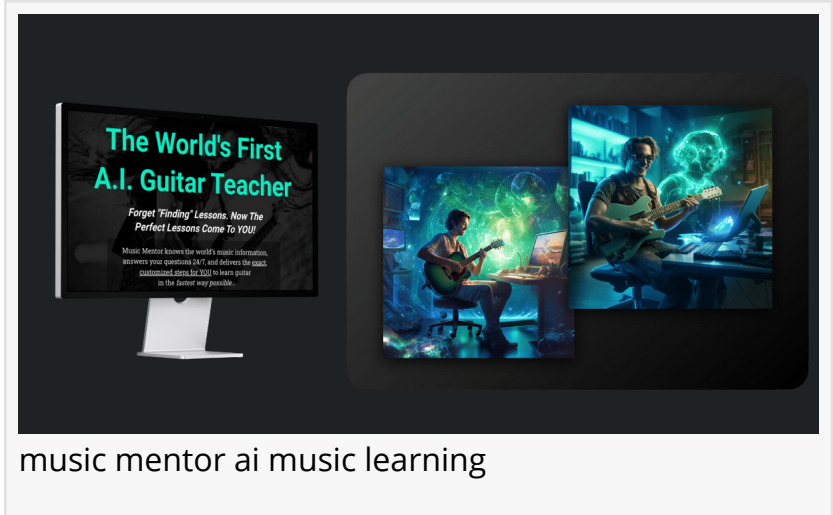 The World's First
A.I. Guitar Teacher
Forget "Finding" Lessons. Now The
Perfect Lessons Come To YOU!
Music Mentor knows the world's music information,
answers your questions 24/7, and delivers the exact,
customized steps for YOU to learn guitar
in the fastest way possible...
music mentor ai music learning